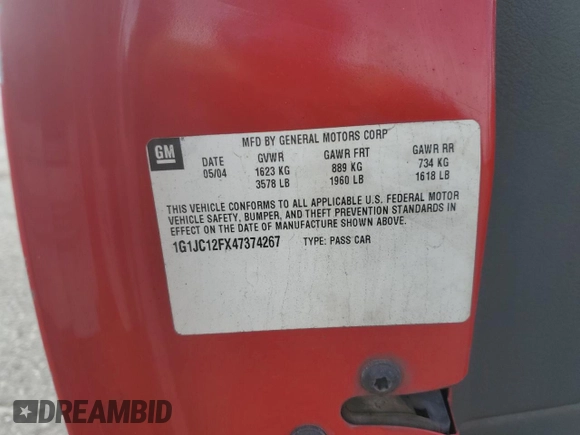 GM
MFD BY GENERAL MOTORS CORP
DATE GVWR GAWR FRT GAWR RR
05/04 1623 KG 889 KG 734 KG
3578 LB 1960 LB 1618 LB
THIS VEHICLE CONFORMS TO ALL APPLICABLE U.S. FEDERAL MOTOR
VEHICLE SAFETY, BUMPER, AND THEFT PREVENTION STANDARDS IN
EFFECT ON THE DATE OF MANUFACTURE SHOWN ABOVE.
1G1JC12FX47374267 TYPE: PASS CAR
DREAMBID